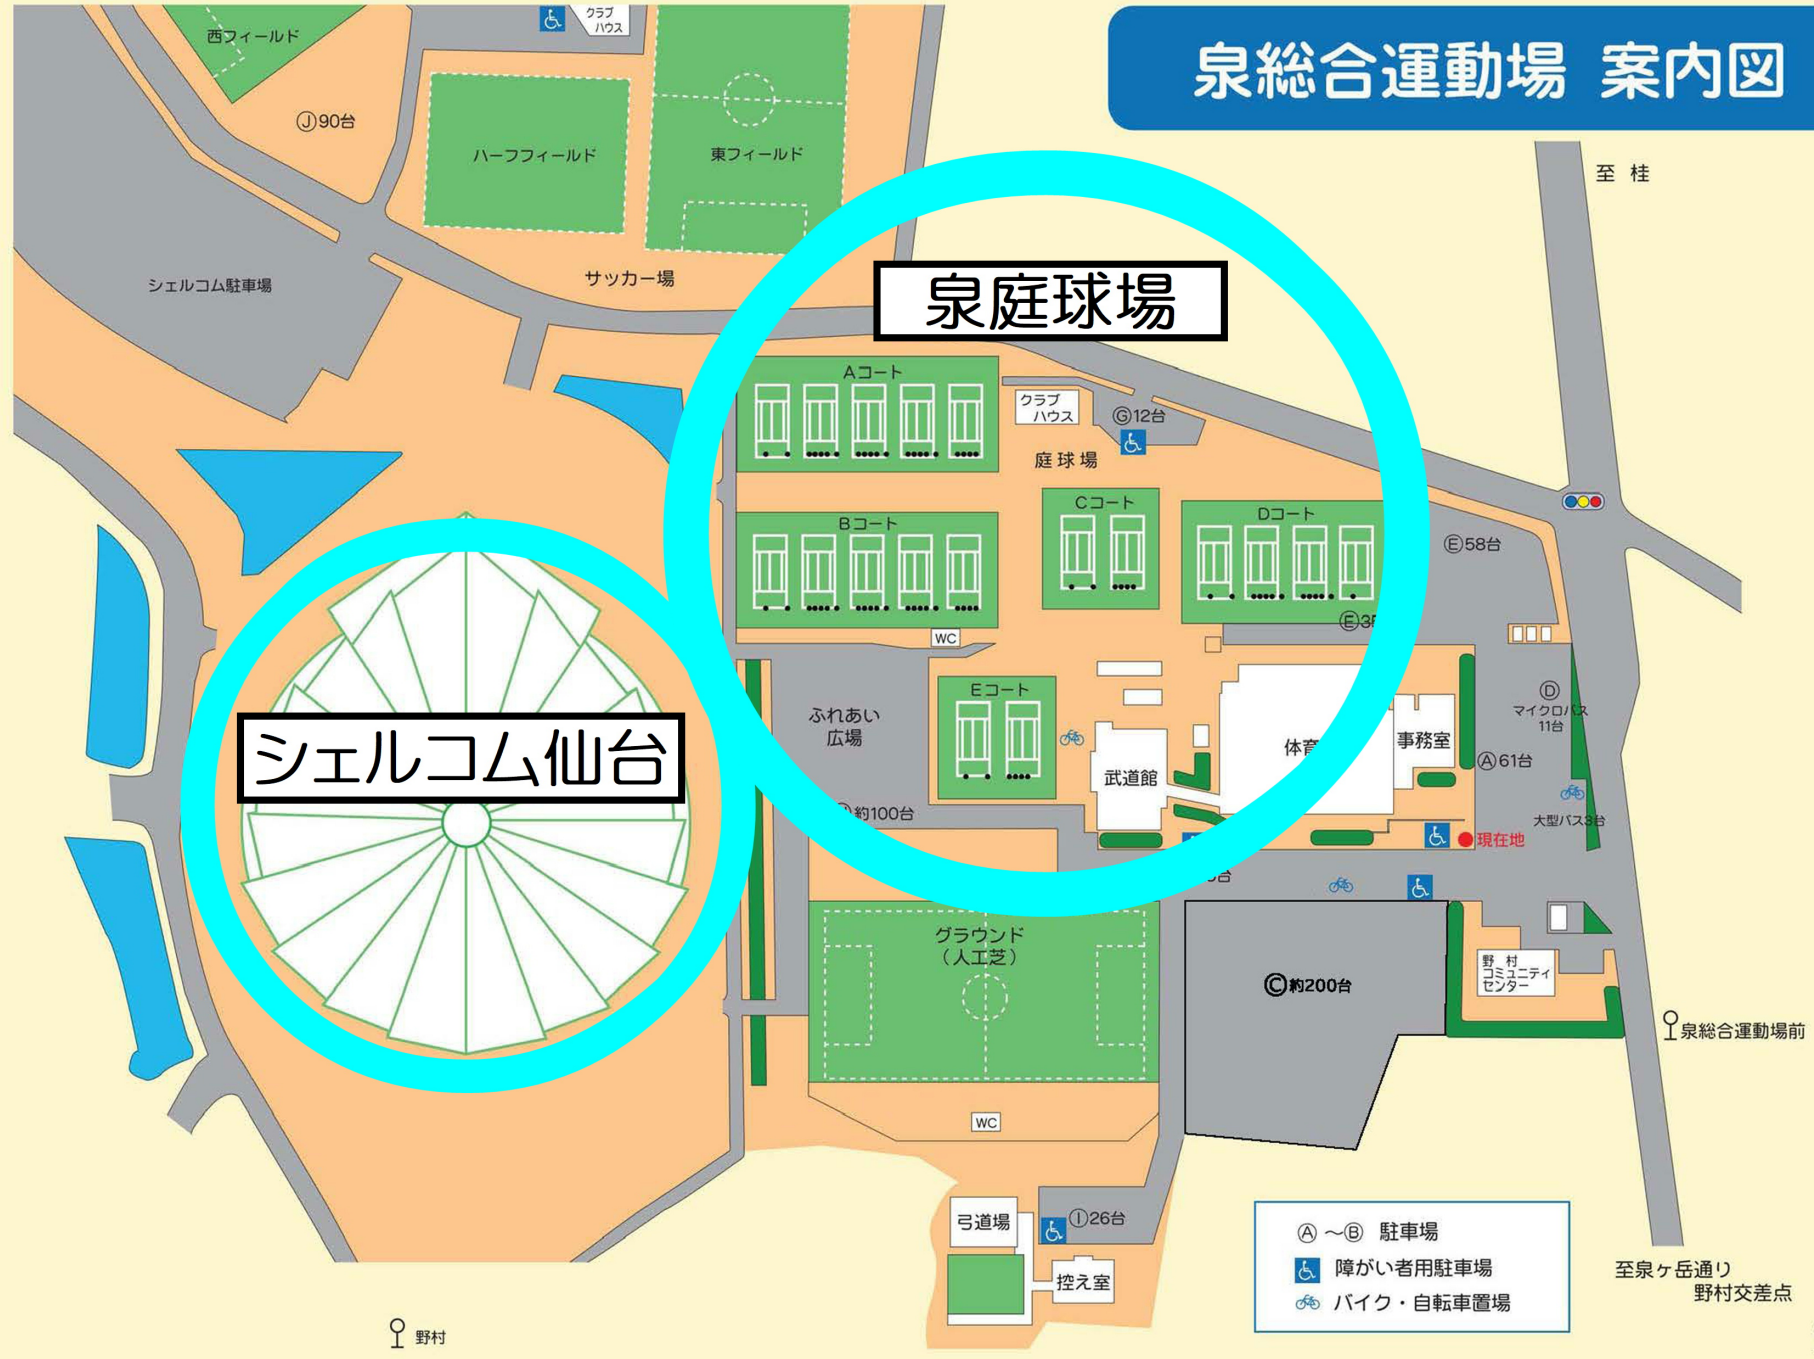 泉総合運動場 案内図
クラブ
ハウス
西フィールド
Ⓙ90台
ハーフフィールド
東フィールド
至 桂
シェルコム駐車場
サッカー場
泉庭球場
Aコート
クラブ
ハウス
Ⓖ12台
庭球場
Bコート
Cコート
Dコート
Ⓔ58台
WC
Eコート
ふれあい
広場
Ⓓ
マイクロバス
11台
シェルコム仙台
武道館
事務室
Ⓐ61台
約100台
大型バス3台
現在地
グラウンド
(人工芝)
Ⓒ約200台
野 村
コミュニティ
センター
泉総合運動場前
WC
弓道場
Ⓘ26台
控え室
Ⓐ～Ⓑ 駐車場
障がい者用駐車場
バイク・自転車置場
至泉ヶ岳通り
野村交差点
野村